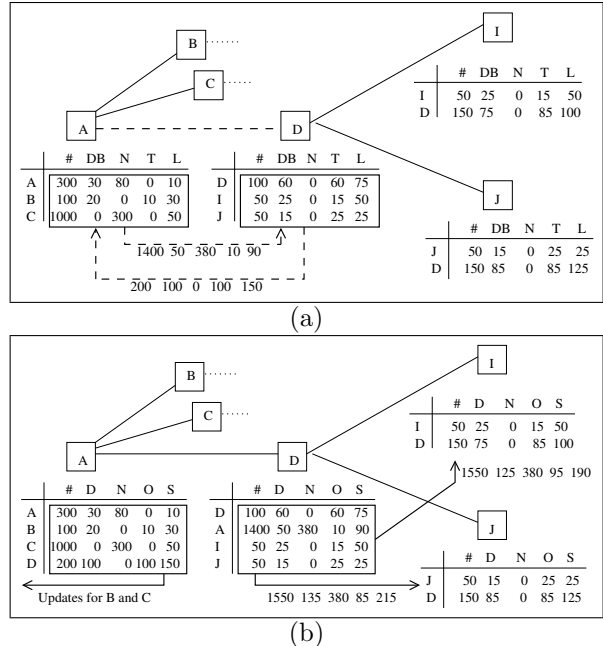 B
C
A
D
I
J
# DB N T L
I 50 25 0 15 50
D 150 75 0 85 100
# DB N T L
A 300 30 80 0 10
B 100 20 0 10 30
C 1000 0 300 0 50
# DB N T L
D 100 60 0 60 75
I 50 25 0 15 50
J 50 15 0 25 25
# DB N T L
J 50 15 0 25 25
D 150 85 0 85 125
1400 50 380 10 90
200 100 0 100 150
(a)
B
C
A
D
I
J
# D N O S
I 50 25 0 15 50
D 150 75 0 85 100
1550 125 380 95 190
# D N O S
A 300 30 80 0 10
B 100 20 0 10 30
C 1000 0 300 0 50
D 200 100 0 100 150
# D N O S
D 100 60 0 60 75
A 1400 50 380 10 90
I 50 25 0 15 50
J 50 15 0 25 25
# D N O S
J 50 15 0 25 25
D 150 85 0 85 125
Updates for B and C
1550 135 380 85 215
(b)